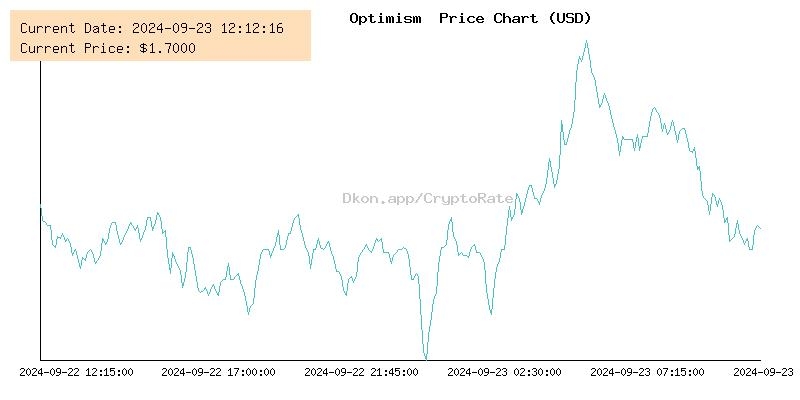 Optimism Price Chart (USD)
Current Date: 2024-09-23 12:12:16
Current Price: $1.7000
Dkon.app/CryptoRate
2024-09-22 12:15:00 2024-09-22 17:00:00 2024-09-22 21:45:00 2024-09-23 02:30:00 2024-09-23 07:15:00 2024-09-23